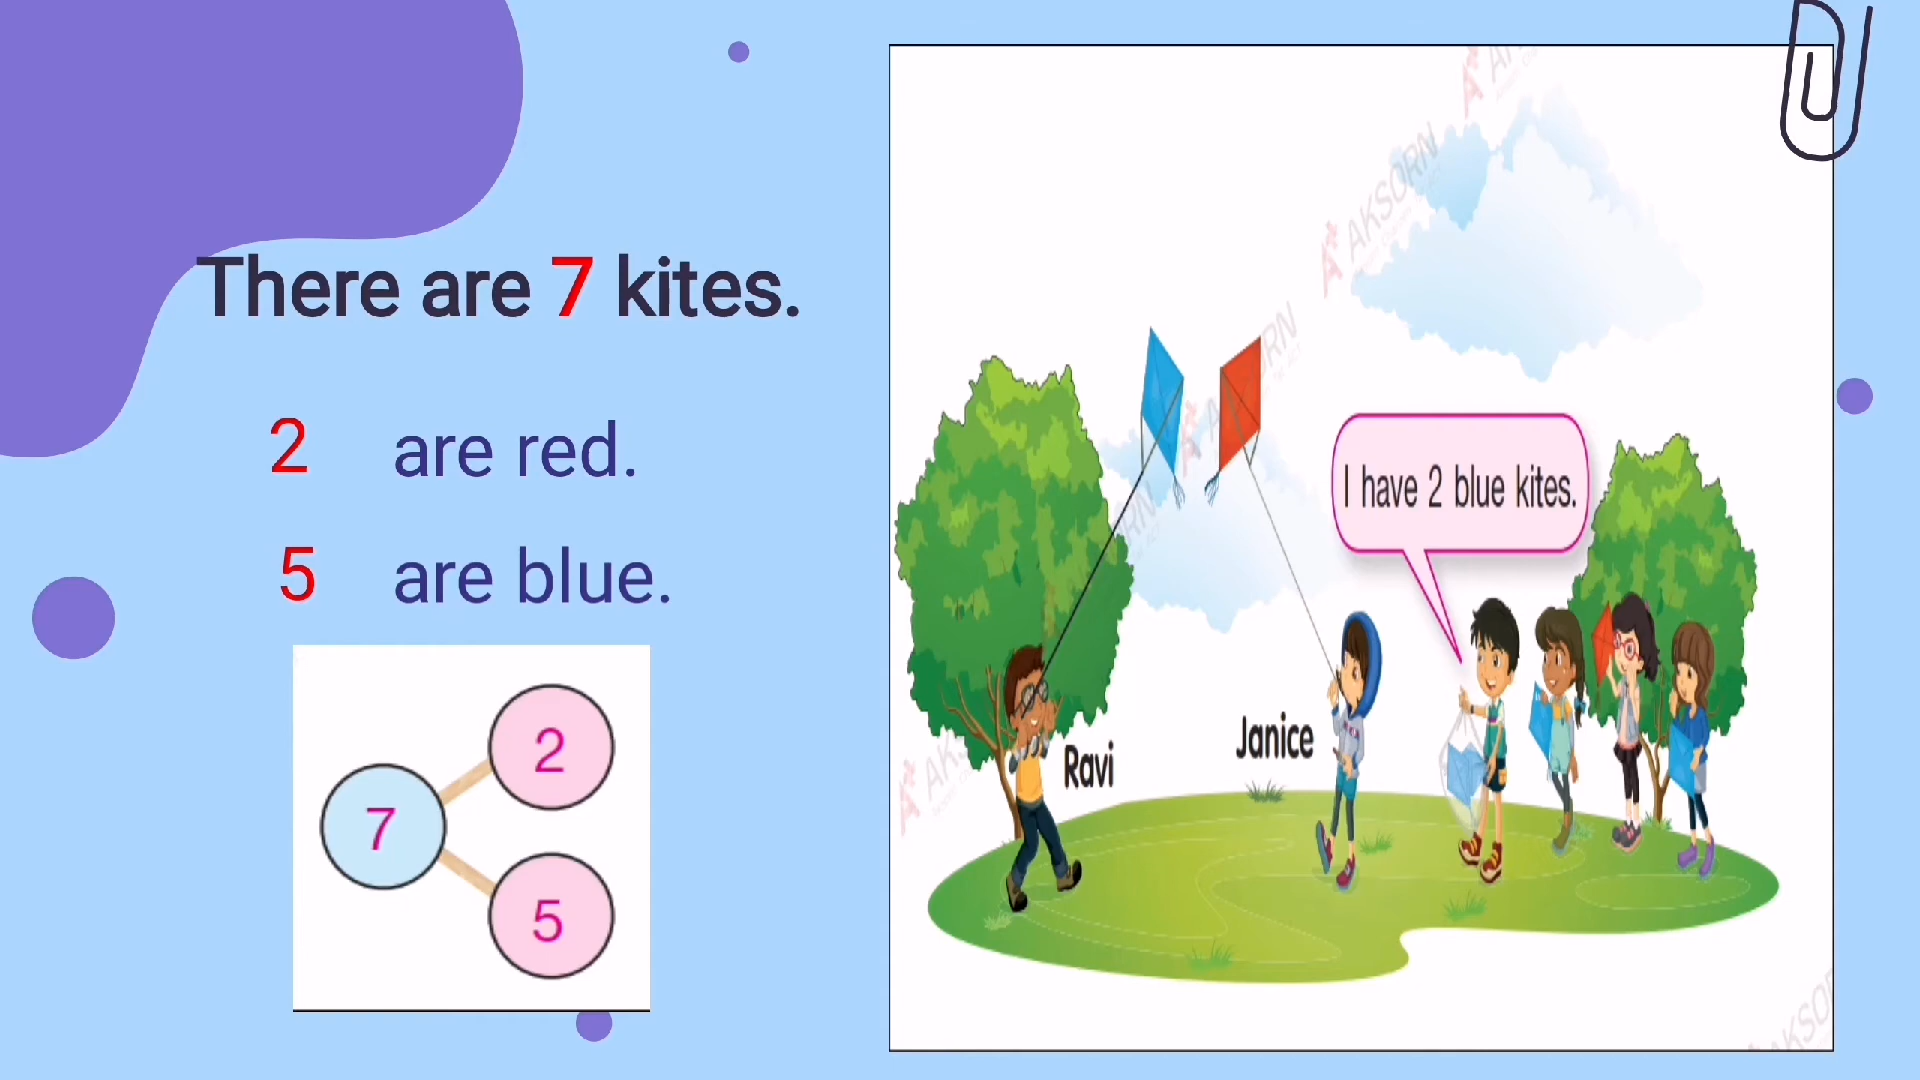 There are 7 kites.
2 are red.
5 are blue.
7
2
5
I have 2 blue kites.
Ravi
Janice
AKSORN